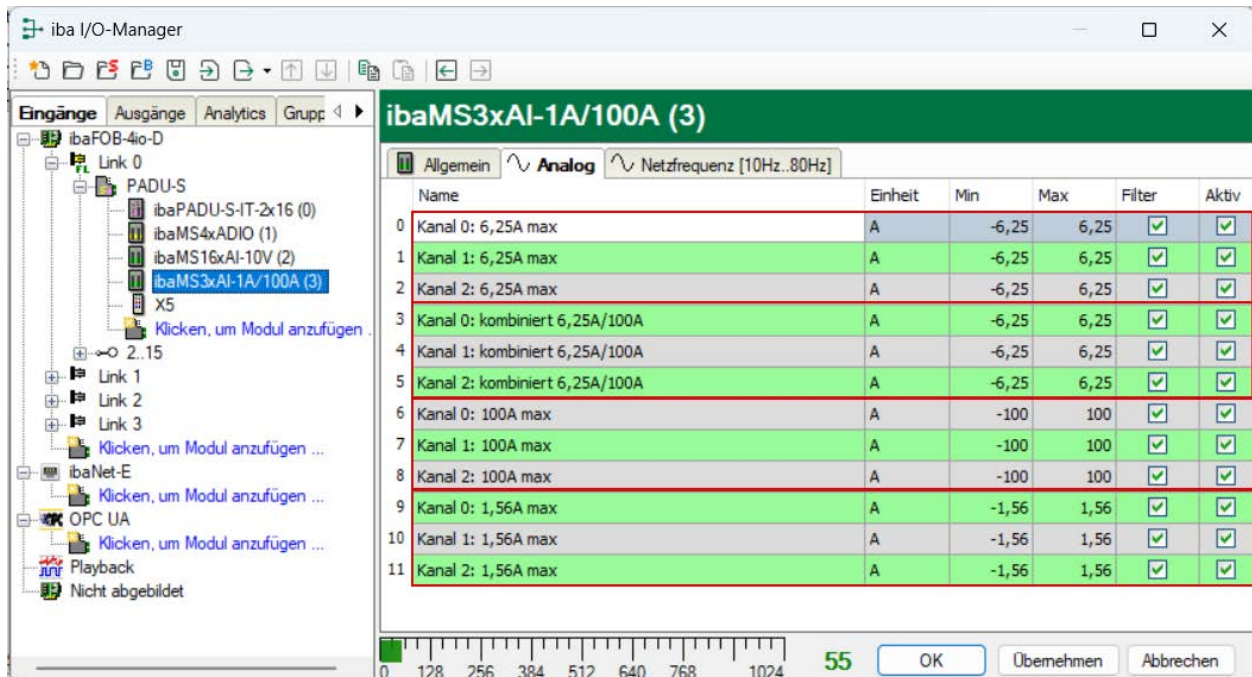 iba I/O-Manager
Eingänge Ausgänge Analytics Grupp
ibaFOB-4io-D
Link 0
PADU-S
ibaPADU-S-IT-2x16 (0)
ibaMS4xADIO (1)
ibaMS16xAI-10V (2)
ibaMS3xAI-1A/100A (3)
X5
Klicken, um Modul anzufügen .
2..15
Link 1
Link 2
Link 3
Klicken, um Modul anzufügen ...
ibaNet-E
Klicken, um Modul anzufügen ...
OPC UA
Klicken, um Modul anzufügen ...
Playback
Nicht abgebildet
ibaMS3xAI-1A/100A (3)
Allgemein Analog Netzfrequenz [10Hz..80Hz]
Name Einheit Min Max Filter Aktiv
0 Kanal 0: 6,25A max A -6,25 6,25
1 Kanal 1: 6,25A max A -6,25 6,25
2 Kanal 2: 6,25A max A -6,25 6,25
3 Kanal 0: kombiniert 6,25A/100A A -6,25 6,25
4 Kanal 1: kombiniert 6,25A/100A A -6,25 6,25
5 Kanal 2: kombiniert 6,25A/100A A -6,25 6,25
6 Kanal 0: 100A max A -100 100
7 Kanal 1: 100A max A -100 100
8 Kanal 2: 100A max A -100 100
9 Kanal 0: 1,56A max A -1,56 1,56
10 Kanal 1: 1,56A max A -1,56 1,56
11 Kanal 2: 1,56A max A -1,56 1,56
0 128 256 384 512 640 768 1024
55 OK Übernehmen Abbrechen